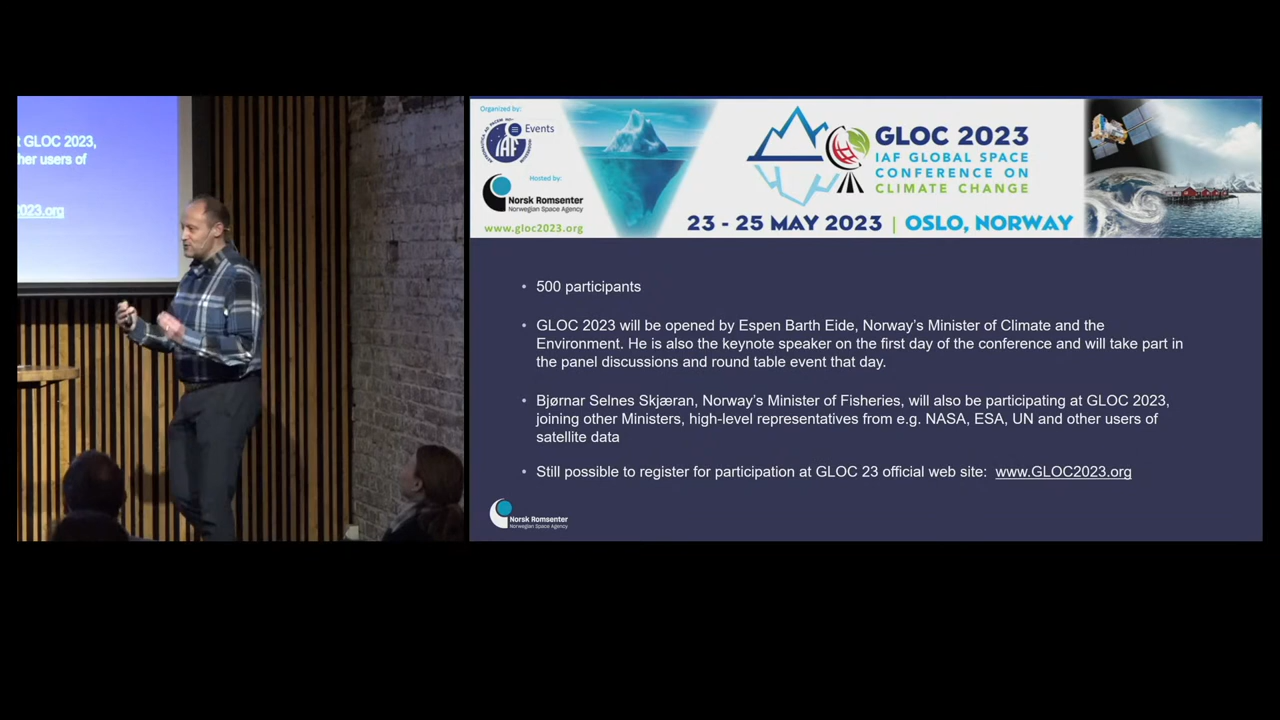 t GLOC 2023,
her users of
2023.org
Organized by:
IAF
Events
Hosted by:
Norsk Romsenter
Norwegian Space Agency
www.gloc2023.org
GLOC 2023
IAF GLOBAL SPACE
CONFERENCE ON
CLIMATE CHANGE
23 - 25 MAY 2023 | OSLO, NORWAY
• 500 participants
• GLOC 2023 will be opened by Espen Barth Eide, Norway's Minister of Climate and the
Environment. He is also the keynote speaker on the first day of the conference and will take part in
the panel discussions and round table event that day.
• Bjørnar Selnes Skjæran, Norway's Minister of Fisheries, will also be participating at GLOC 2023,
joining other Ministers, high-level representatives from e.g. NASA, ESA, UN and other users of
satellite data
• Still possible to register for participation at GLOC 23 official web site: www.GLOC2023.org
Norsk Romsenter
Norwegian Space Agency